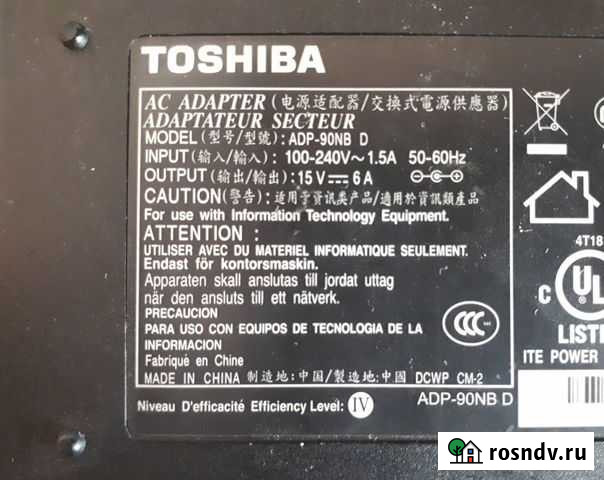 TOSHIBA
AC ADAPTER (电源适配器/交換式電源供應器)
ADAPTATEUR SECTEUR
MODEL (型号/型號): ADP-90NB D
INPUT (输入/輸入): 100-240V~1.5A 50-60Hz
OUTPUT (输出/輸出): 15V⎓6A
CAUTION (警告): 适用于资讯类产品/適用於資訊類產品
For use with Information Technology Equipment.
ATTENTION :
UTILISER AVEC DU MATERIEL INFORMATIQUE SEULEMENT.
Endast för kontorsmaskin.
Apparaten skall anslutas till jordat uttag
när den ansluts till ett nätverk.
PRECAUCION
PARA USO CON EQUIPOS DE TECNOLOGIA DE LA
INFORMACION
Fabriqué en Chine
MADE IN CHINA 制造地:中国/製造地:中國 DCWP CM-2
Niveau D'efficacité Efficiency Level: IV
ADP-90NB D
CCC
4T18
C UL
LISTE
ITE POWER
rosndv.ru